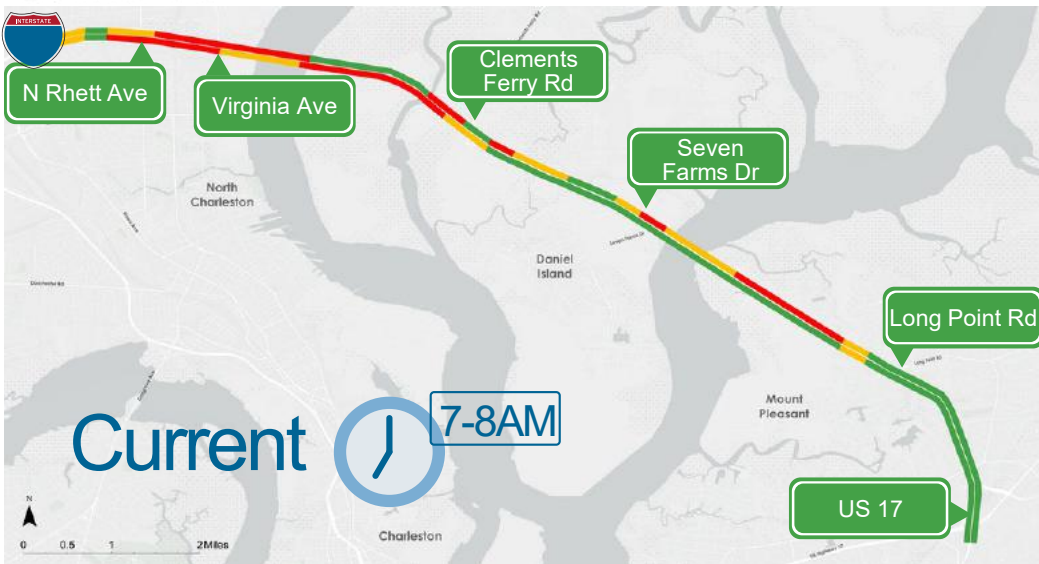 INTERSTATE
N Rhett Ave
Virginia Ave
Clements
Ferry Rd
Seven
Farms Dr
Long Point Rd
US 17
North
Charleston
Daniel
Island
Mount
Pleasant
Charleston
Current
7-8AM
N
0 0.5 1 2Miles